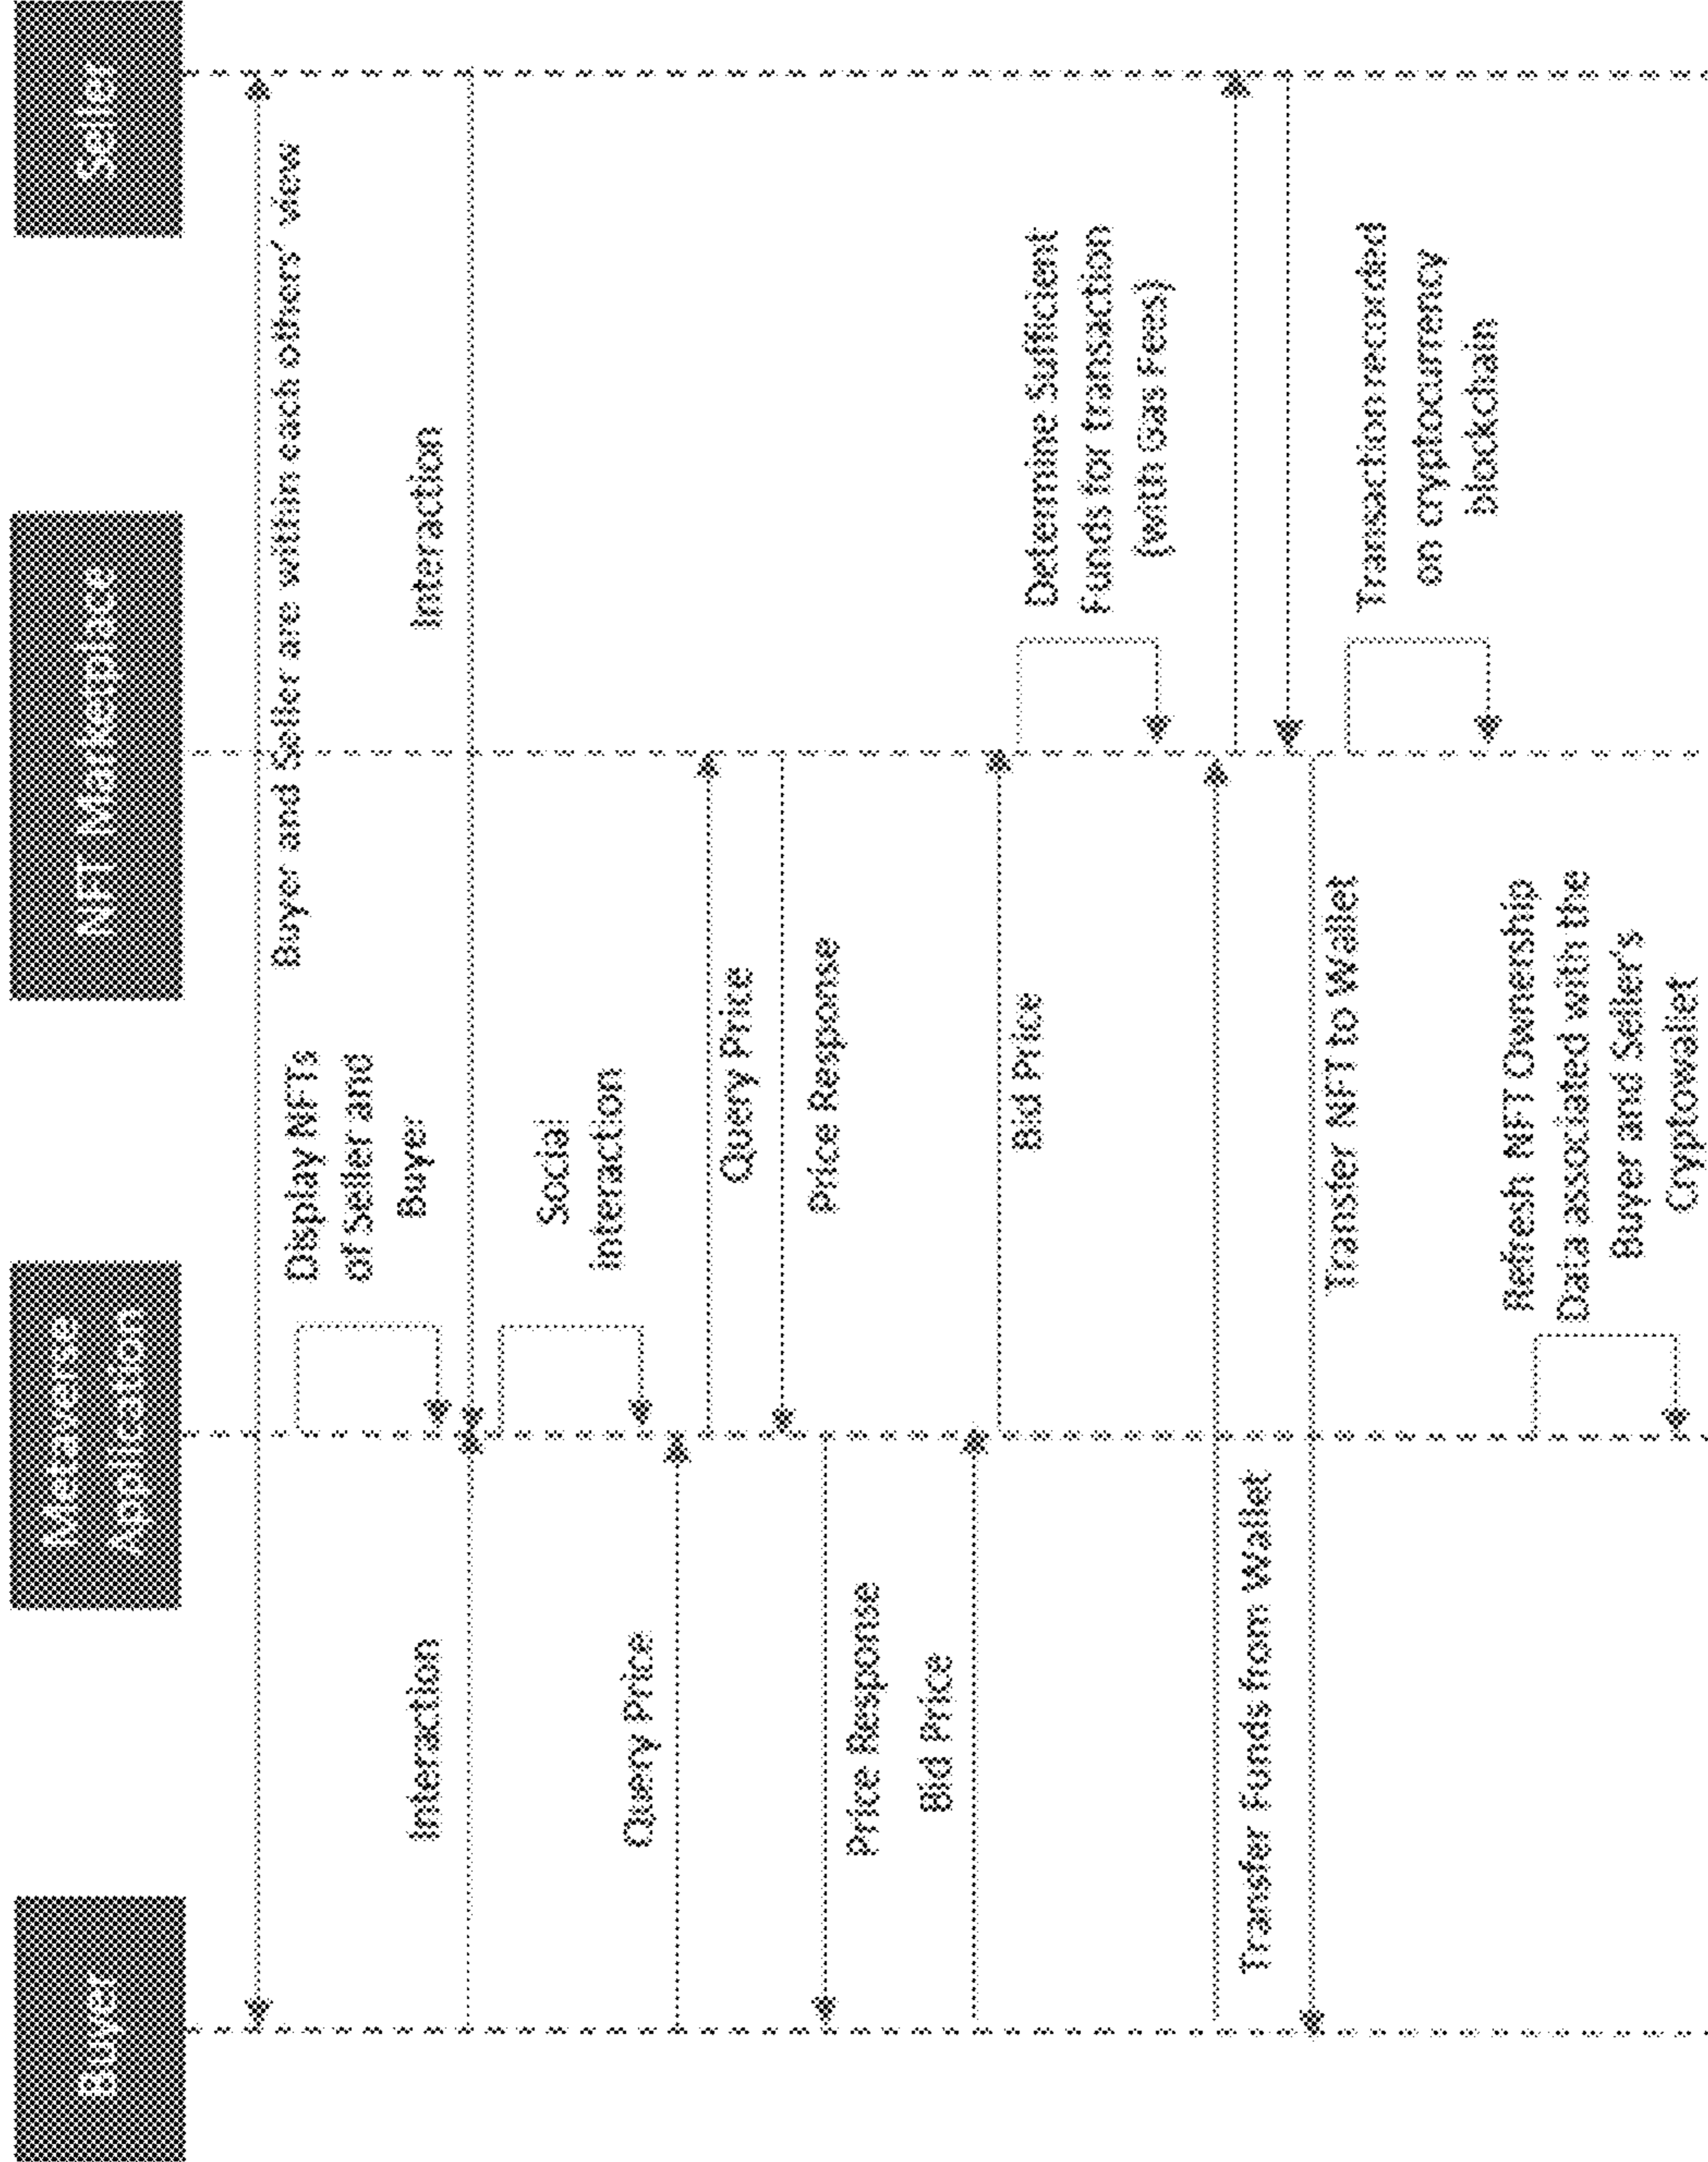 Buyer
Metaverse
Application
NFT Marketplace
Seller
Buyer and Seller are within each others' view
Display NFTs
of Seller and
Buyer
Interaction
Interaction
Social
Interaction
Query Price
Query Price
Price Response
Price Response
Bid Price
Bid Price
Determine Sufficient
Funds for transaction
(with Gas Fees)
Transfer Funds from Wallet
Transfer NFT to Wallet
Transaction recorded
on cryptocurrency
blockchain
Refresh NFT Ownership
Data associated with the
Buyer and Seller's
Cryptowallet